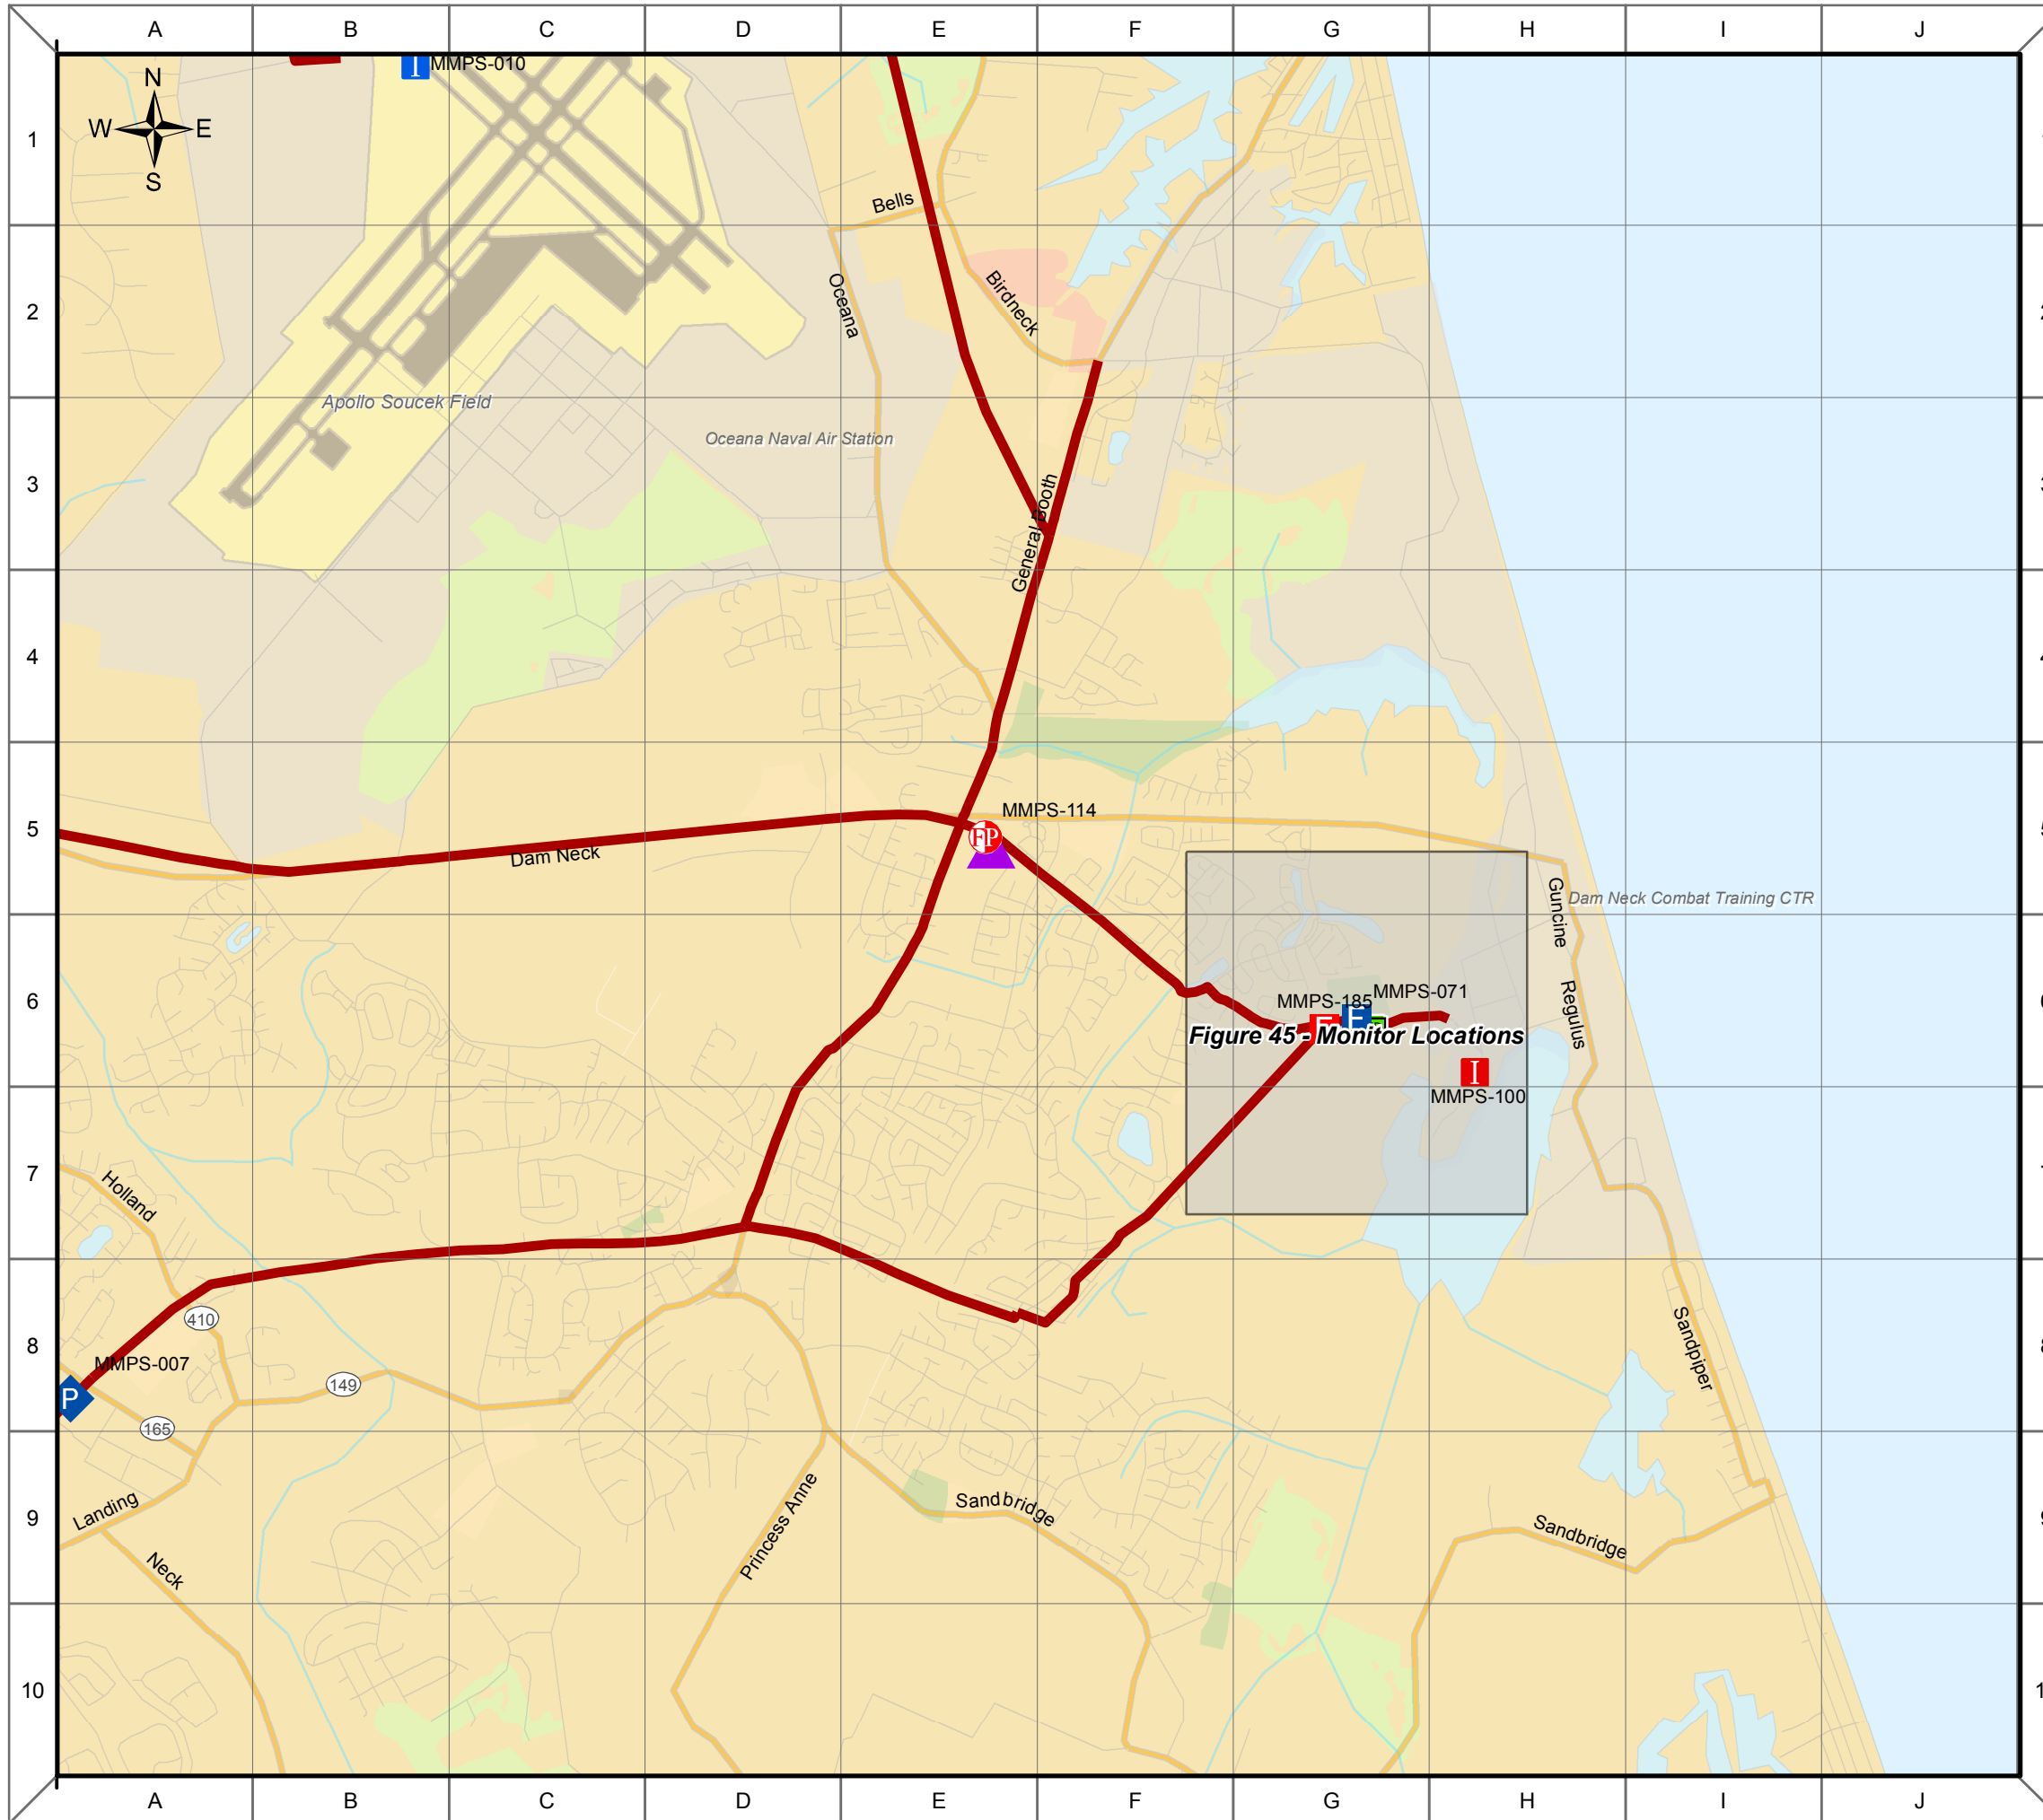 A B C D E F G H I J
MMPS-010
I
N
W E
S
1
Bells
2
Oceana
Birdneck
Apollo Soucek Field
Oceana Naval Air Station
3
General Booth
4
5
MMPS-114
FP
Dam Neck
Guncine
Dam Neck Combat Training CTR
6
MMPS-185
MMPS-071
F
F
Regulus
Figure 45 - Monitor Locations
I
MMPS-100
7
Holland
410
8
MMPS-007
P
149
165
Sandpiper
9
Landing
Neck
Princess Anne
Sandbridge
Sandbridge
10
A B C D E F G H I J